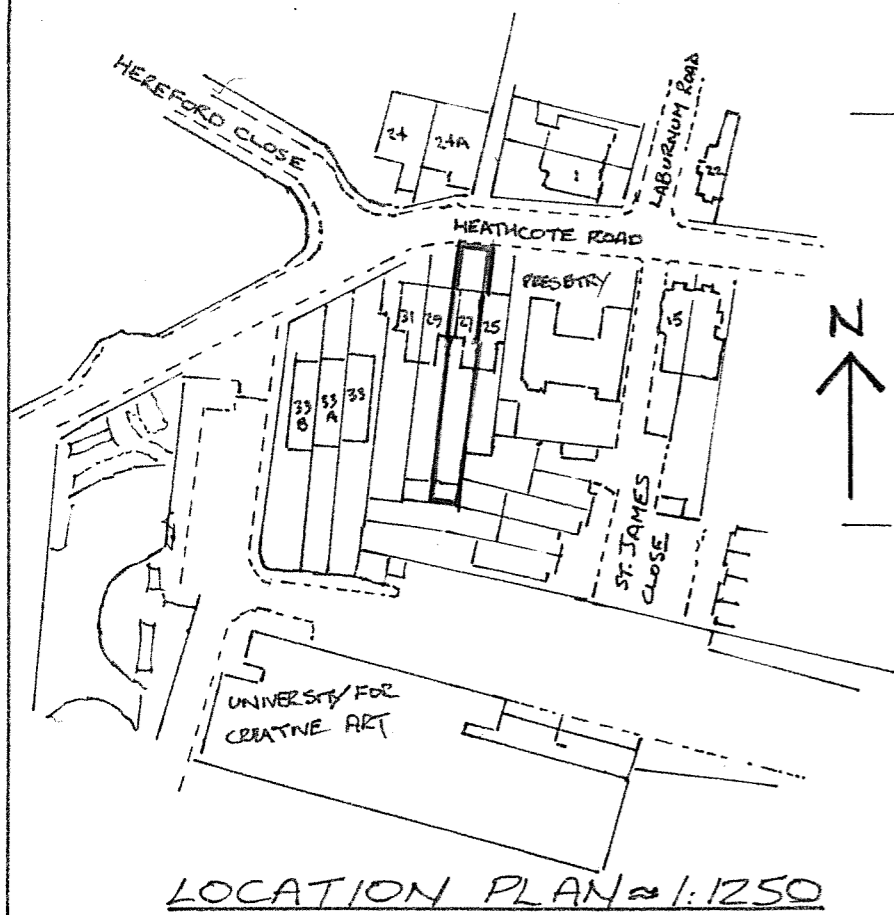 HEREFORD CLOSE
LABURNUM ROAD
24
24A
1
22
HEATHCOTE ROAD
PRESBTRY
31
29
27
25
15
N
33
B
33
A
33
ST. JAMES
CLOSE
UNIVERSITY FOR
CREATIVE ART
LOCATION PLAN ≈ 1:1250